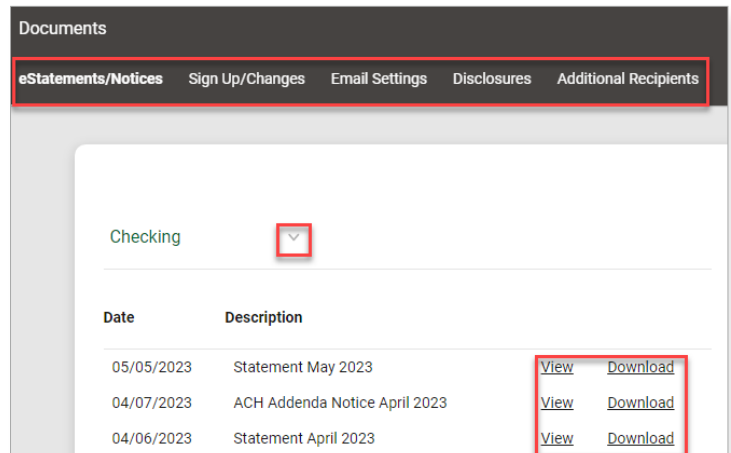 Documents
eStatements/Notices Sign Up/Changes Email Settings Disclosures Additional Recipients
Checking
Date Description
05/05/2023 Statement May 2023 View Download
04/07/2023 ACH Addenda Notice April 2023 View Download
04/06/2023 Statement April 2023 View Download